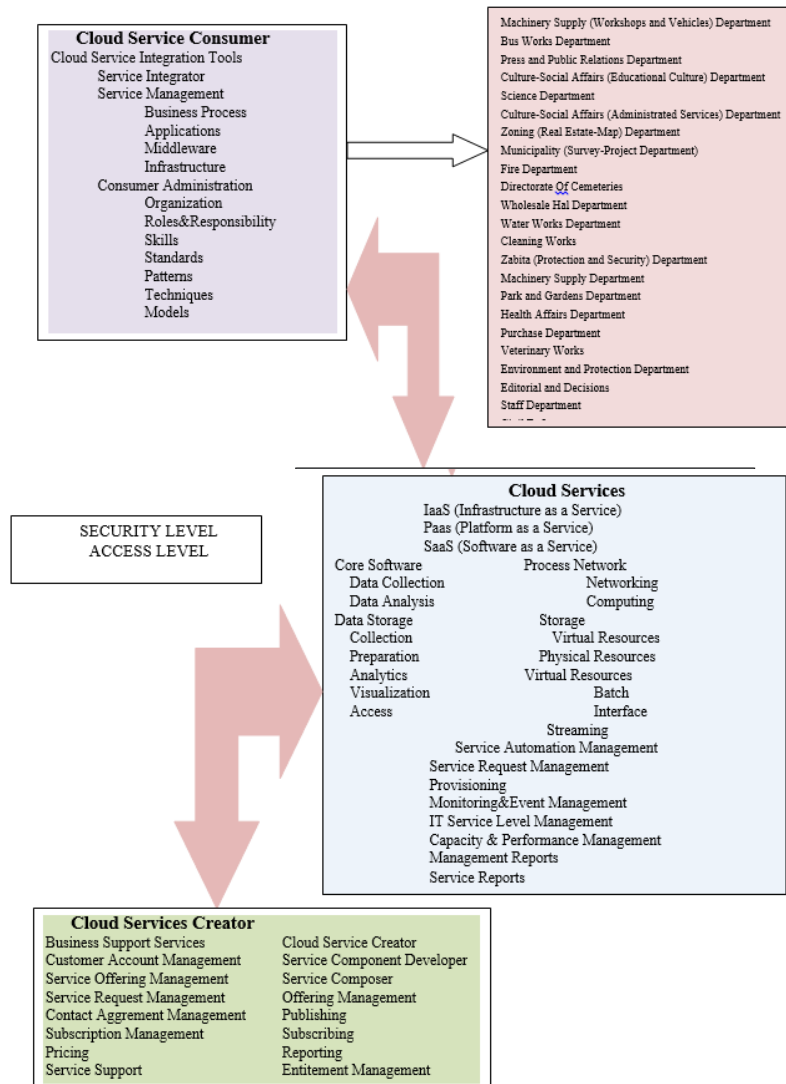 Cloud Service Consumer
Cloud Service Integration Tools
Service Integrator
Service Management
Business Process
Applications
Middleware
Infrastructure
Consumer Administration
Organization
Roles&Responsibility
Skills
Standards
Patterns
Techniques
Models
Machinery Supply (Workshops and Vehicles) Department
Bus Works Department
Press and Public Relations Department
Culture-Social Affairs (Educational Culture) Department
Science Department
Culture-Social Affairs (Administrated Services) Department
Zoning (Real Estate-Map) Department
Municipality (Survey-Project Department)
Fire Department
Directorate Of Cemeteries
Wholesale Hal Department
Water Works Department
Cleaning Works
Zabita (Protection and Security) Department
Machinery Supply Department
Park and Gardens Department
Health Affairs Department
Purchase Department
Veterinary Works
Environment and Protection Department
Editorial and Decisions
Staff Department
SECURITY LEVEL
ACCESS LEVEL
Cloud Services
IaaS (Infrastructure as a Service)
Paas (Platform as a Service)
SaaS (Software as a Service)
Core Software Process Network
Data Collection Networking
Data Analysis Computing
Data Storage Storage
Collection Virtual Resources
Preparation Physical Resources
Analytics Virtual Resources
Visualization Batch
Access Interface
Streaming
Service Automation Management
Service Request Management
Provisioning
Monitoring&Event Management
IT Service Level Management
Capacity & Performance Management
Management Reports
Service Reports
Cloud Services Creator
Business Support Services Cloud Service Creator
Customer Account Management Service Component Developer
Service Offering Management Service Composer
Service Request Management Offering Management
Contact Aggrement Management Publishing
Subscription Management Subscribing
Pricing Reporting
Service Support Entitement Management